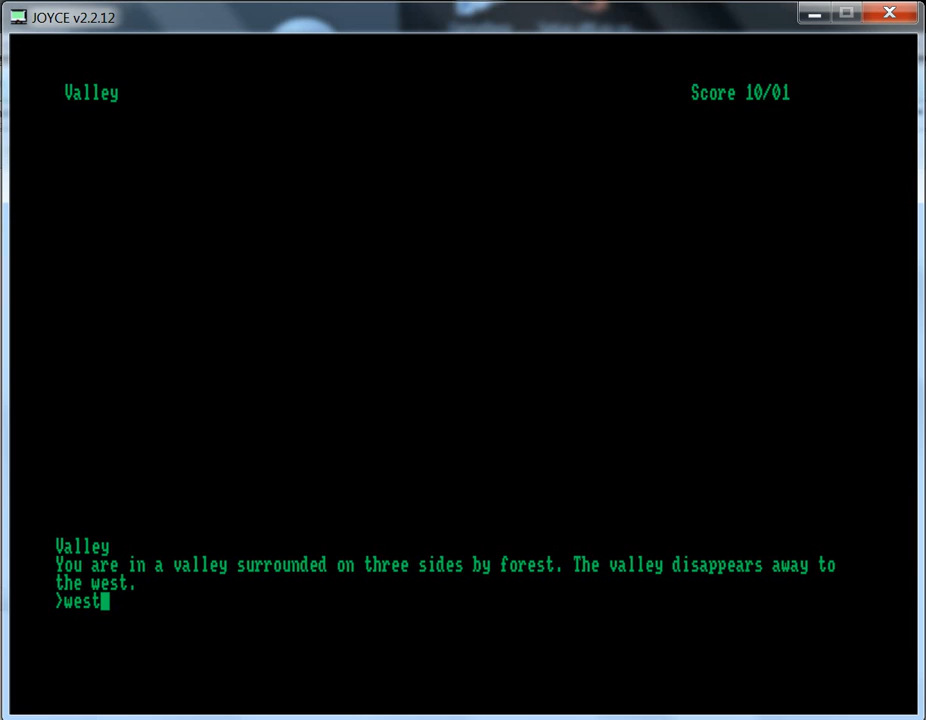 JOYCE v2.2.12
Valley Score 10/01
Valley
You are in a valley surrounded on three sides by forest. The valley disappears away to
the west.
>west